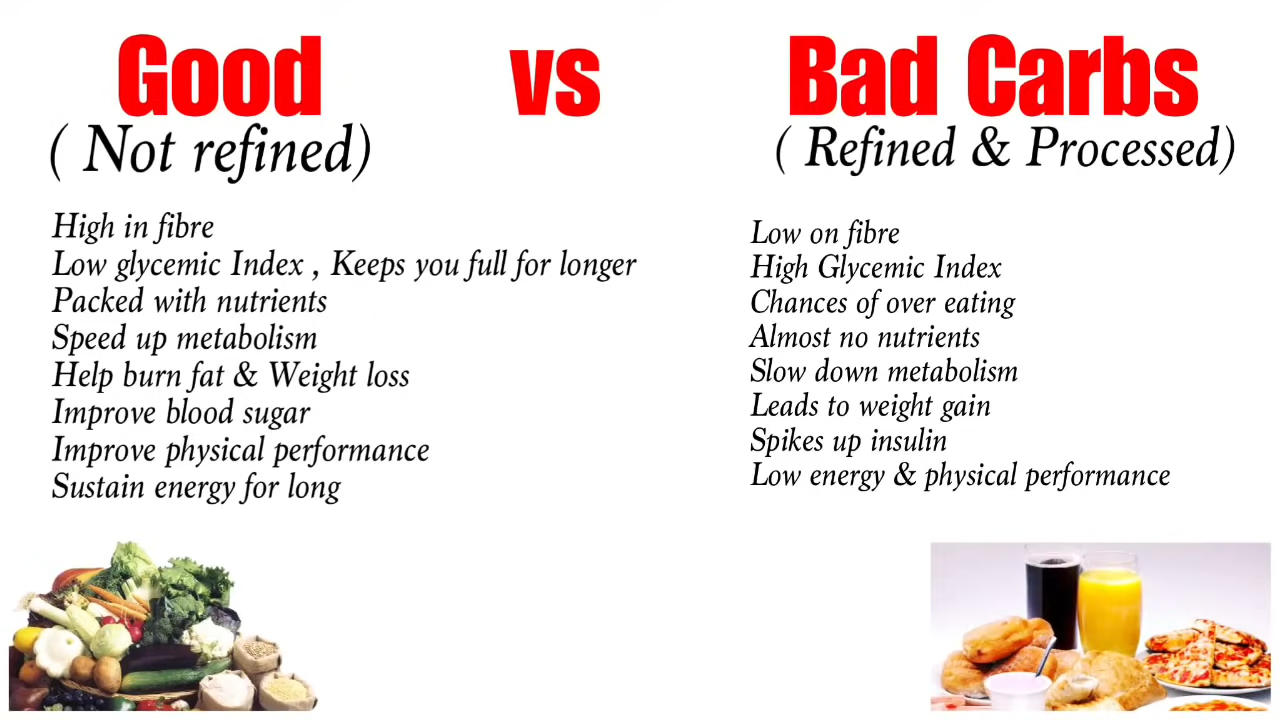 Good vs Bad Carbs
( Not refined)
( Refined & Processed)
High in fibre
Low glycemic Index , Keeps you full for longer
Packed with nutrients
Speed up metabolism
Help burn fat & Weight loss
Improve blood sugar
Improve physical performance
Sustain energy for long
Low on fibre
High Glycemic Index
Chances of over eating
Almost no nutrients
Slow down metabolism
Leads to weight gain
Spikes up insulin
Low energy & physical performance